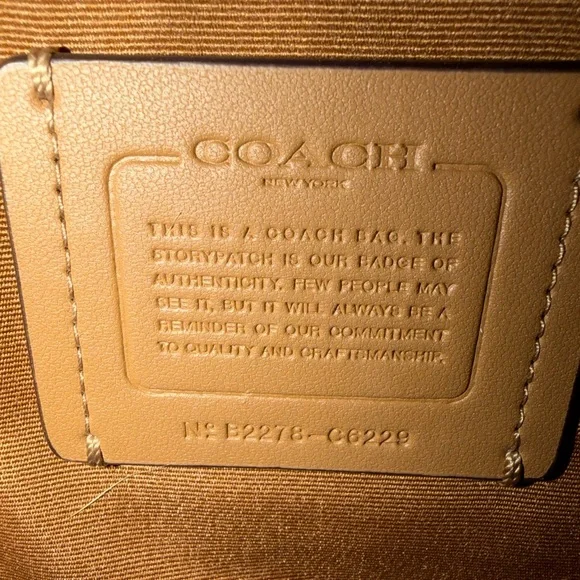 COACH
NEW YORK
THIS IS A COACH BAG. THE
STORYPATCH IS OUR BADGE OF
AUTHENTICITY. FEW PEOPLE MAY
SEE IT, BUT IT WILL ALWAYS BE A
REMINDER OF OUR COMMITMENT
TO QUALITY AND CRAFTSMANSHIP.
Nº B2278-C6229